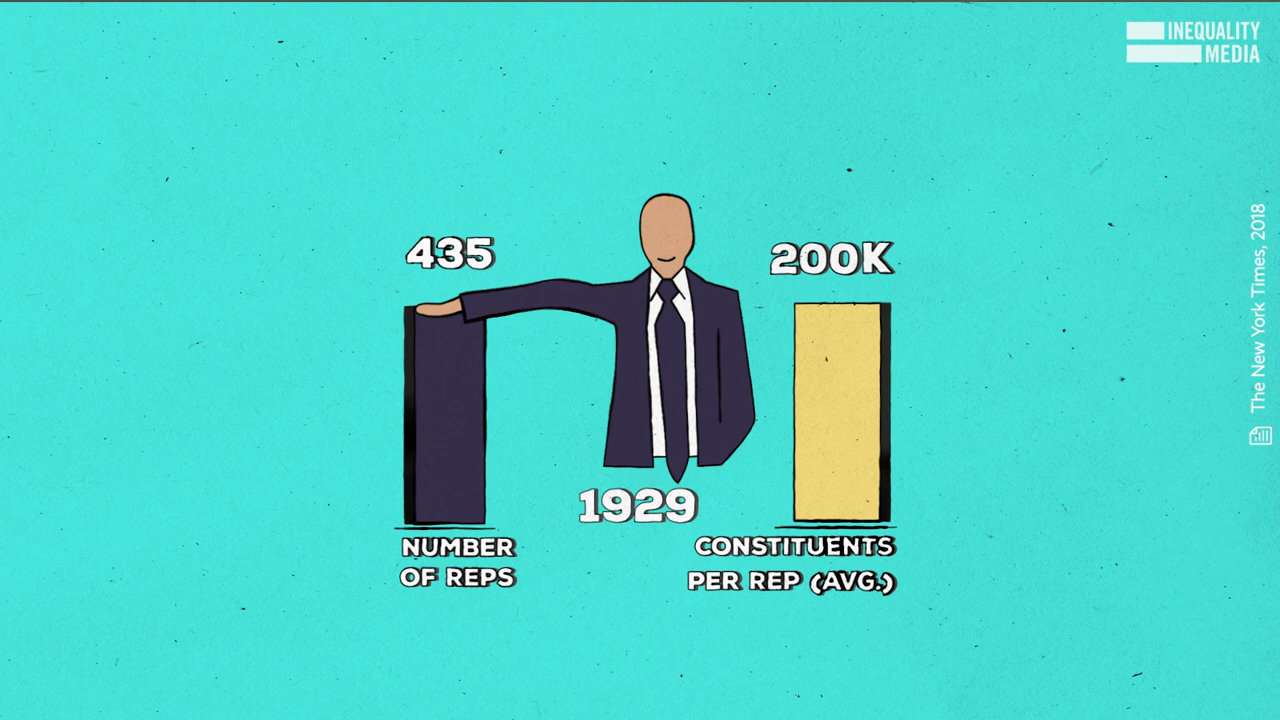 INEQUALITY
MEDIA
435
200K
1929
NUMBER
OF REPS
CONSTITUENTS
PER REP (AVG.)
The New York Times, 2018